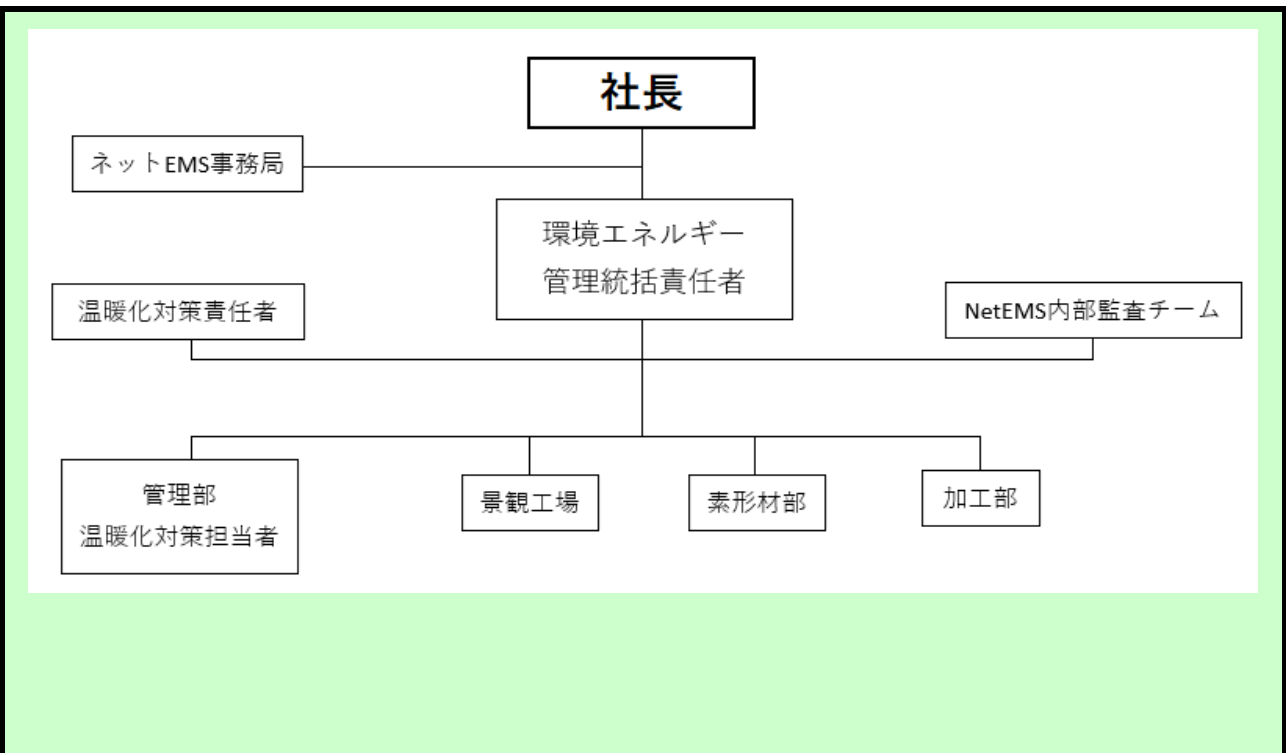 社長
ネットEMS事務局
環境エネルギー
管理統括責任者
温暖化対策責任者
NetEMS内部監査チーム
管理部
温暖化対策担当者
景観工場
素形材部
加工部